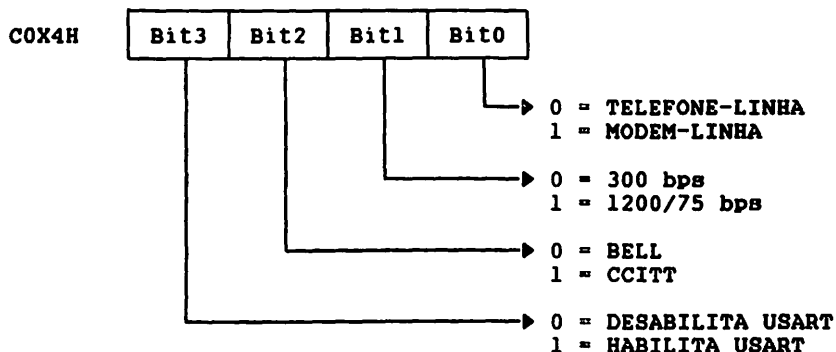 COX4H Bit3 Bit2 Bit1 Bit0
0 = TELEFONE-LINHA
1 = MODEM-LINHA
0 = 300 bps
1 = 1200/75 bps
0 = BELL
1 = CCITT
0 = DESABILITA USART
1 = HABILITA USART